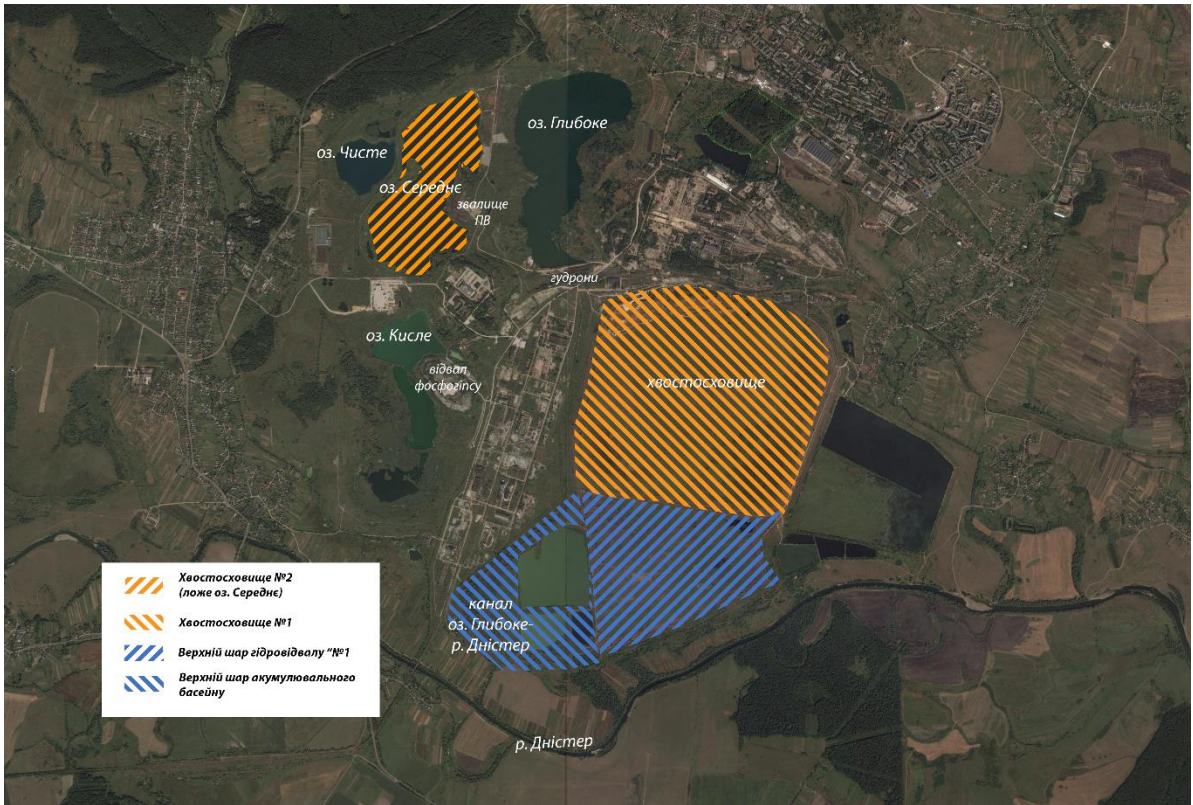 оз. Глибоке
оз. Чисте
оз. Середнє
звалище
ПВ
гудрони
оз. Кисле
відвал
фосфогіпсу
хвостосховище
Хвостосховище №2
(ложе оз. Середнє)
Хвостосховище №1
Верхній шар гідровідвалу "№1
Верхній шар акумулювального
басейну
канал
оз. Глибоке-
р. Дністер
р. Дністер